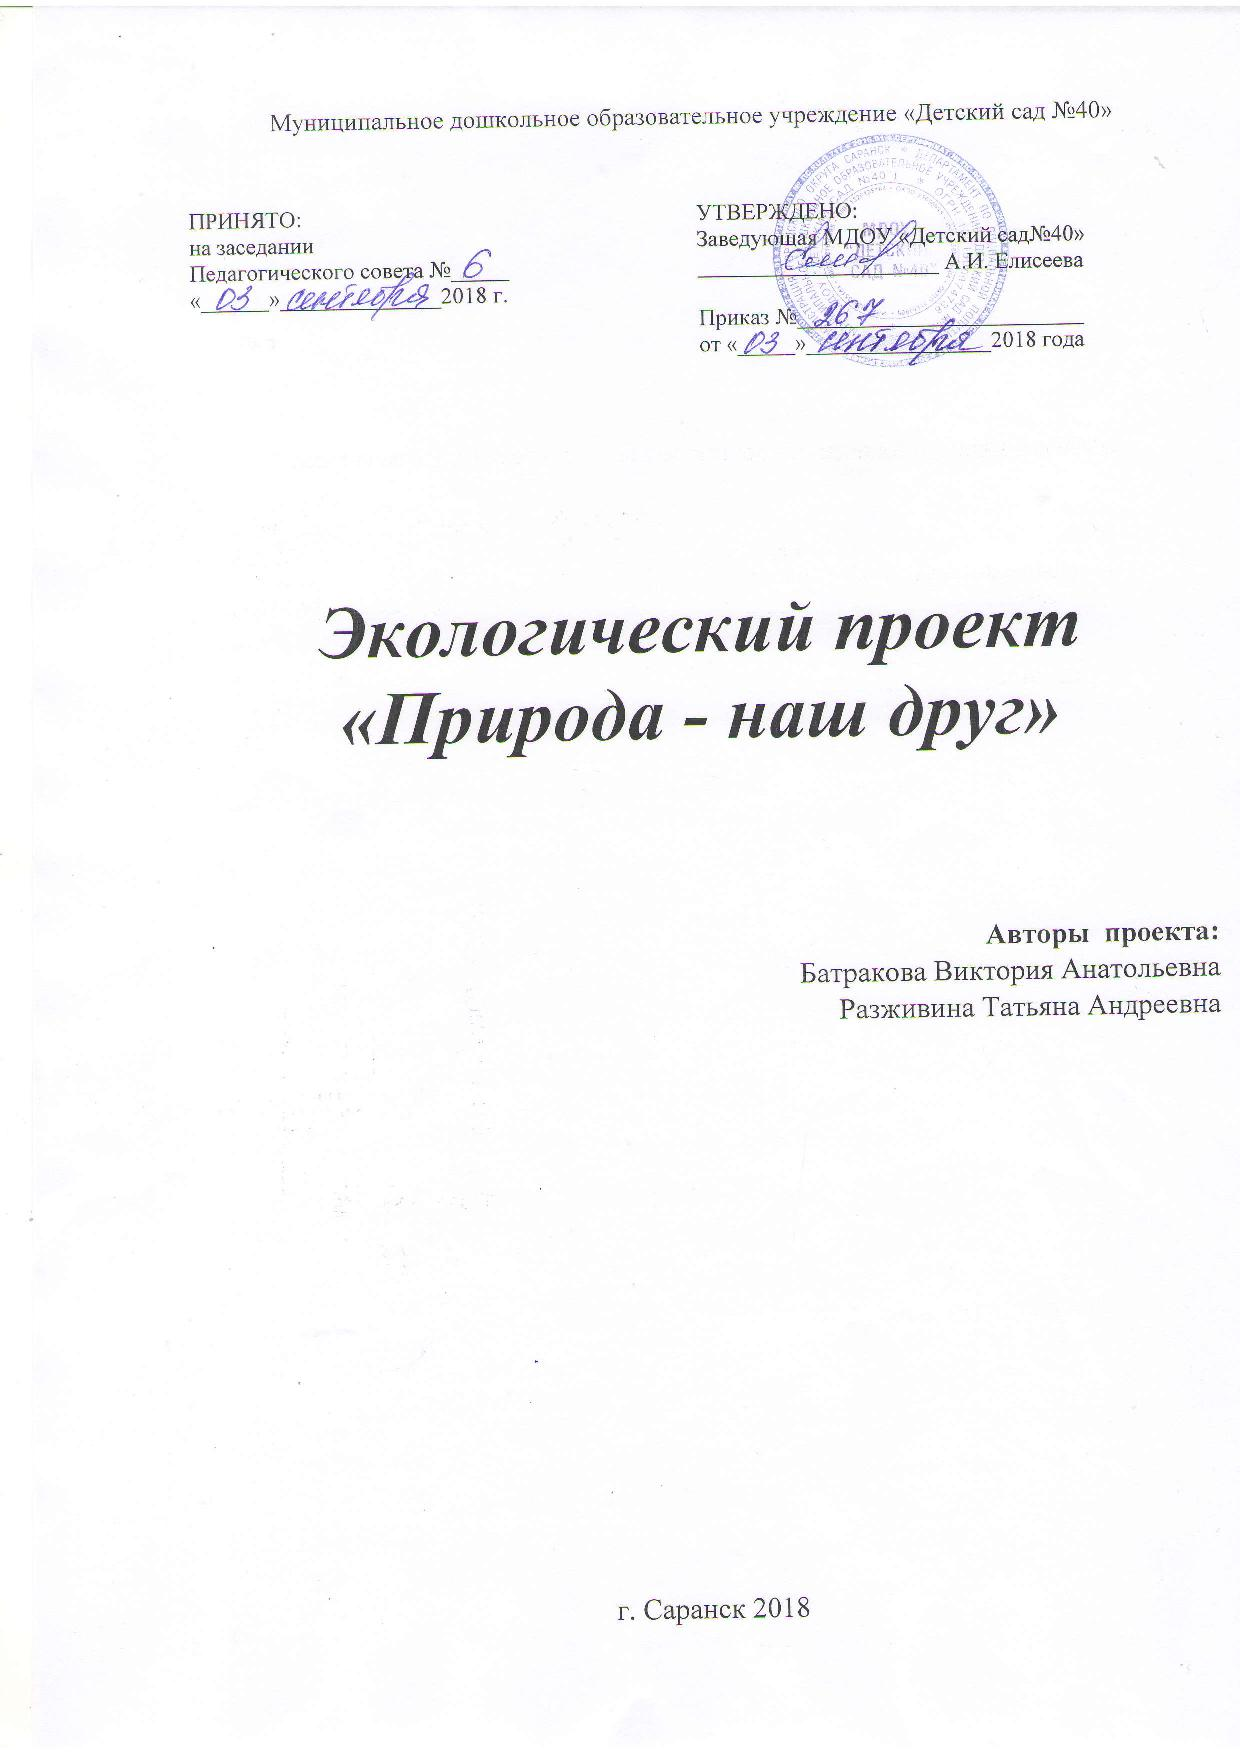 Муниципальное дошкольное образовательное учреждение «Детский сад №40»
ПРИНЯТО:
на заседании
Педагогического совета № 6
« 03 » сентября 2018 г.
УТВЕРЖДЕНО:
Заведующая МДОУ «Детский сад№40»
А.И. Елисеева
Приказ № 267
от « 03 » сентября 2018 года
Экологический проект
«Природа - наш друг»
Авторы проекта:
Батракова Виктория Анатольевна
Разживина Татьяна Андреевна
г. Саранск 2018